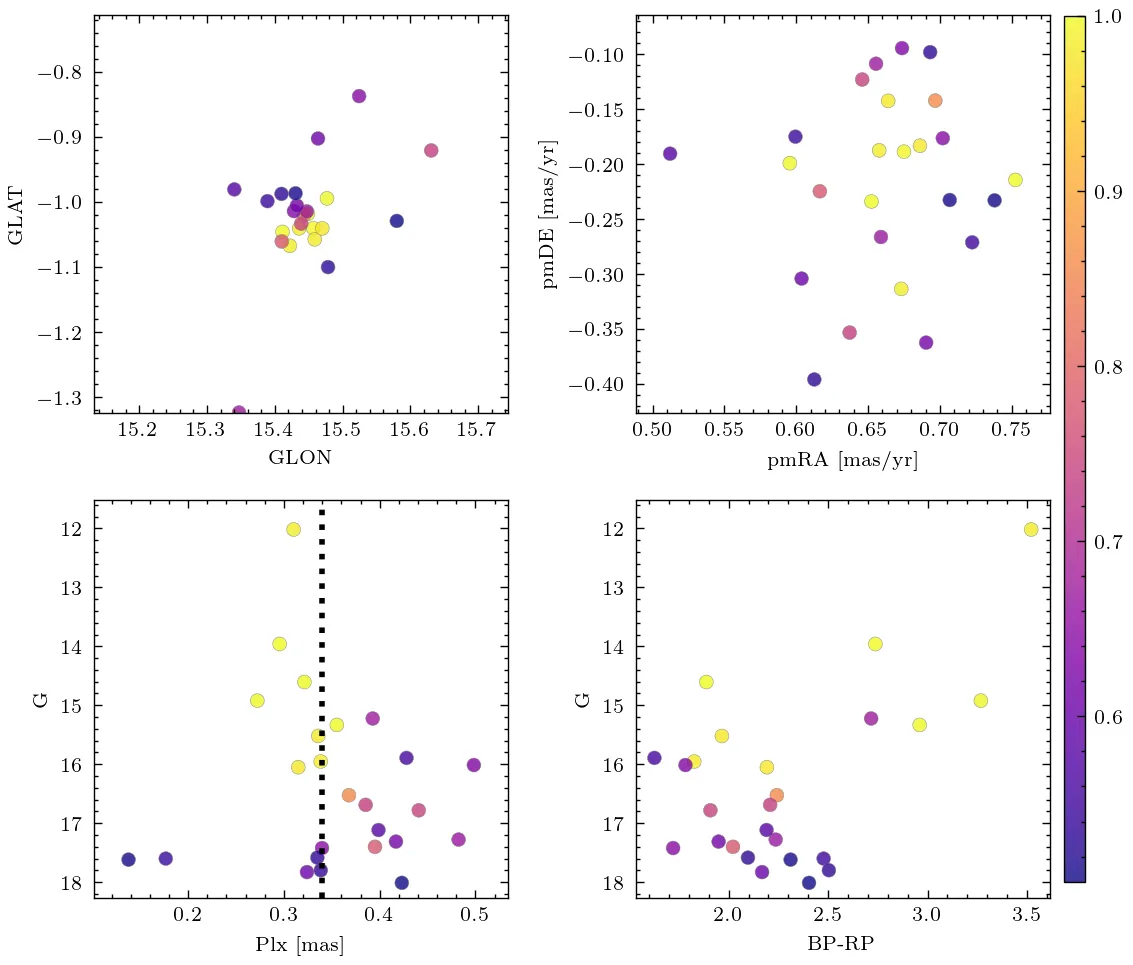 −0.8
−0.9
−1.0
−1.1
−1.2
−1.3
GLAT
15.2 15.3 15.4 15.5 15.6 15.7
GLON
−0.10
−0.15
−0.20
−0.25
−0.30
−0.35
−0.40
pmDE [mas/yr]
0.50 0.55 0.60 0.65 0.70 0.75
pmRA [mas/yr]
1.0
0.9
0.8
0.7
0.6
12
13
14
15
16
17
18
G
0.2 0.3 0.4 0.5
Plx [mas]
12
13
14
15
16
17
18
G
2.0 2.5 3.0 3.5
BP-RP